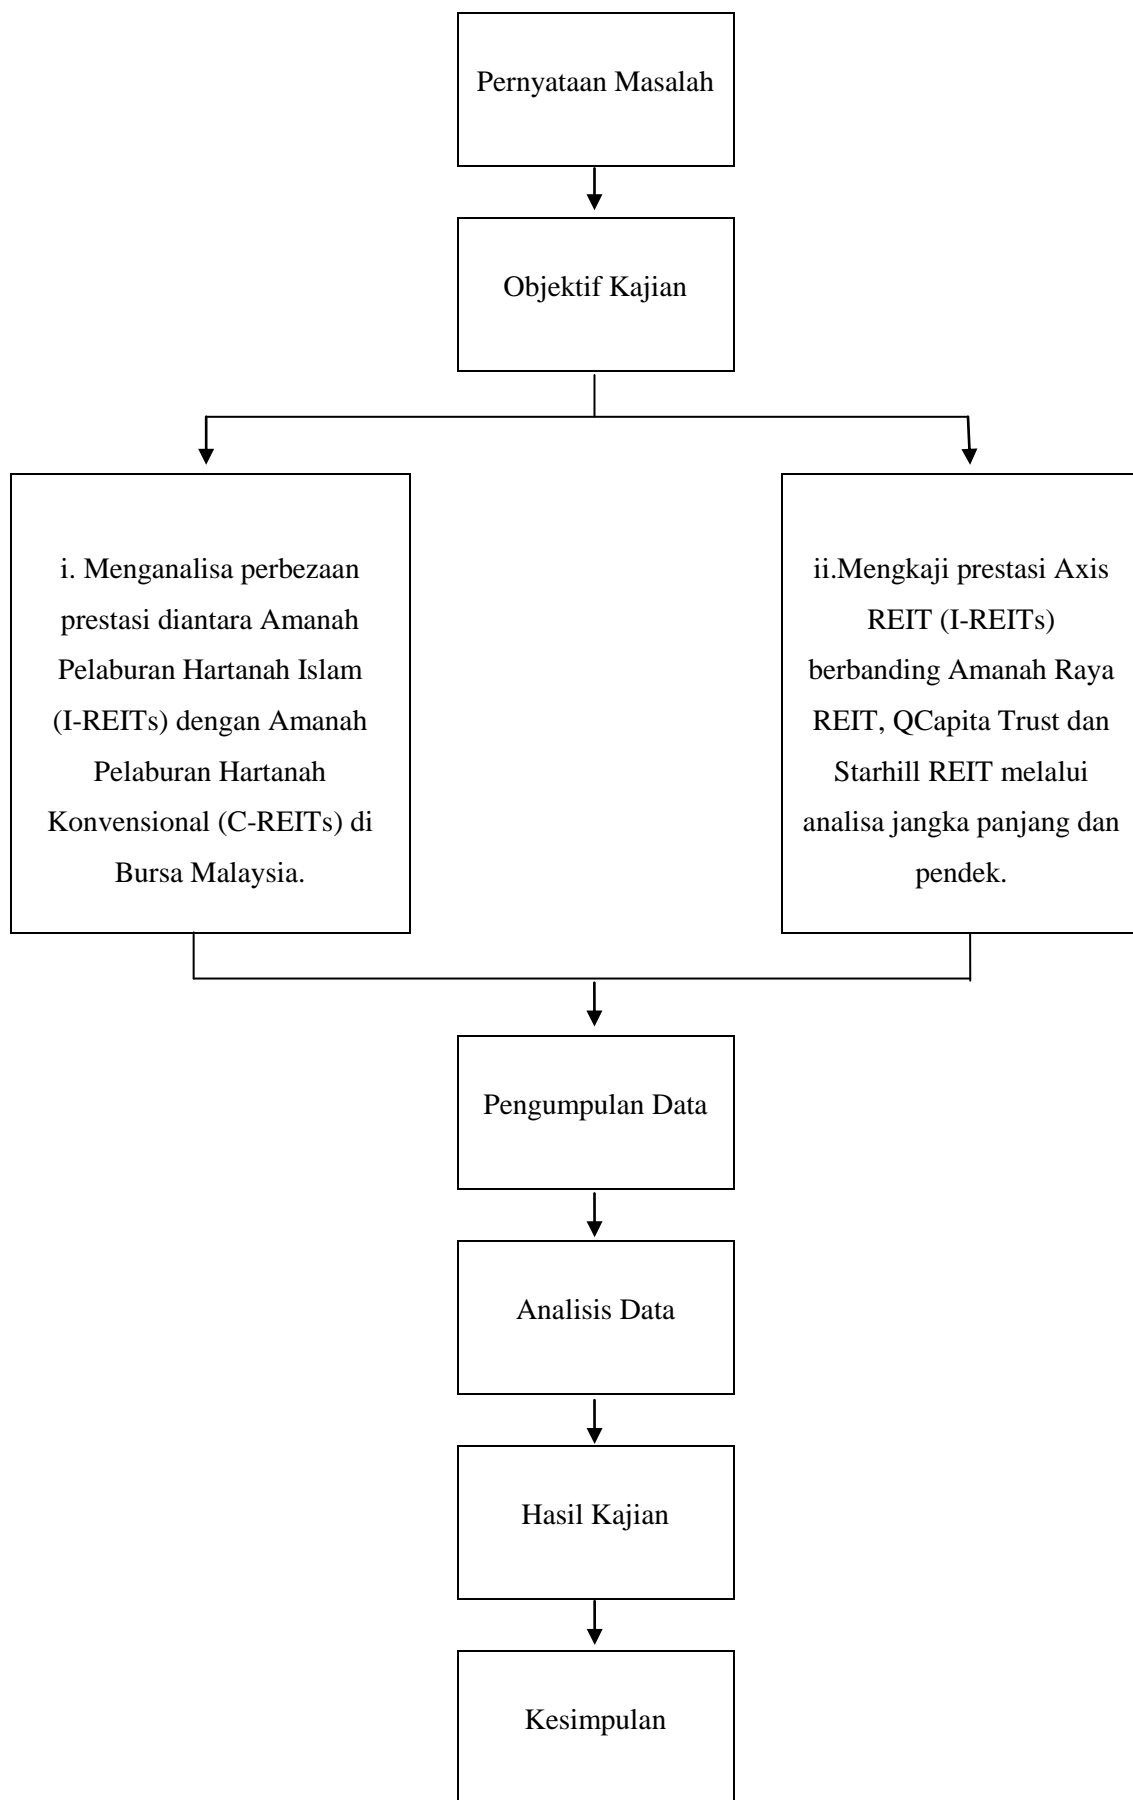 Pernyataan Masalah
Objektif Kajian
i. Menganalisa perbezaan
prestasi diantara Amanah
Pelaburan Hartanah Islam
(I-REITs) dengan Amanah
Pelaburan Hartanah
Konvensional (C-REITs) di
Bursa Malaysia.
ii.Mengkaji prestasi Axis
REIT (I-REITs)
berbanding Amanah Raya
REIT, QCapita Trust dan
Starhill REIT melalui
analisa jangka panjang dan
pendek.
Pengumpulan Data
Analisis Data
Hasil Kajian
Kesimpulan